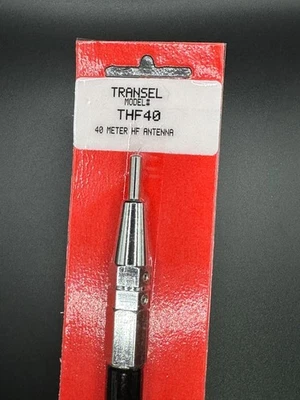 TRANSEL
MODEL#
THF40
40 METER HF ANTENNA